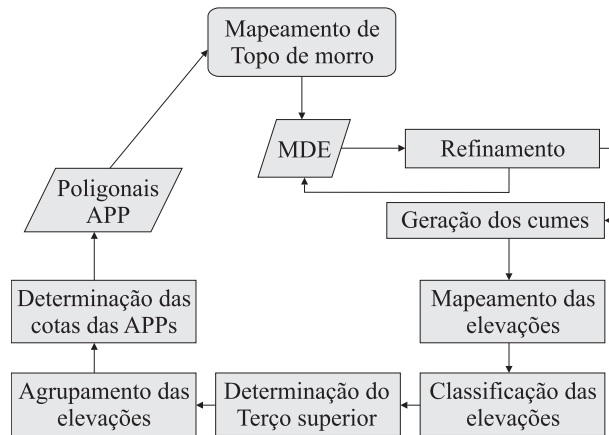 Mapeamento de
Topo de morro
MDE
Refinamento
Poligonais
APP
Geração dos cumes
Determinação das
cotas das APPs
Mapeamento das
elevações
Agrupamento das
elevações
Determinação do
Terço superior
Classificação das
elevações